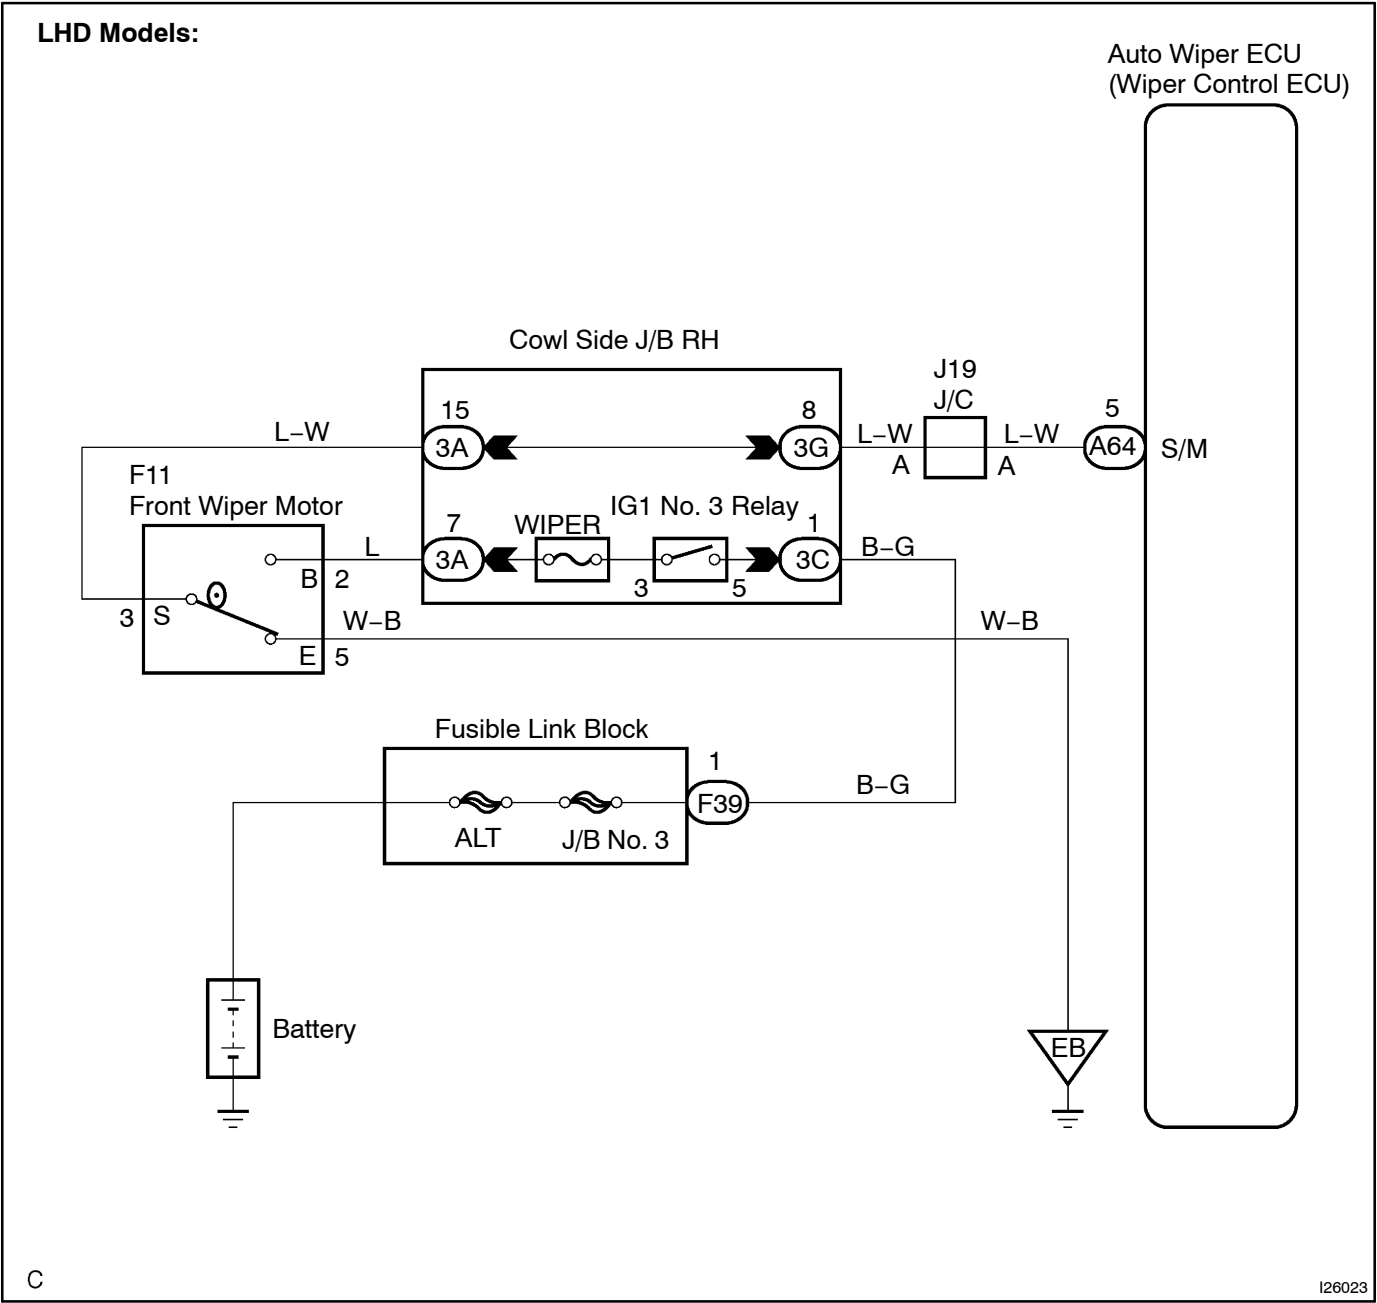 LHD Models:
Auto Wiper ECU
(Wiper Control ECU)
Cowl Side J/B RH
J19
J/C
15
8
5
L–W
3A
3G
L–W
L–W
A64
S/M
A
A
F11
Front Wiper Motor
IG1 No. 3 Relay
7
WIPER
1
L
3A
3C
B–G
B
2
3
5
3
S
W–B
W–B
E
5
Fusible Link Block
1
B–G
F39
ALT
J/B No. 3
Battery
EB
C
I26023